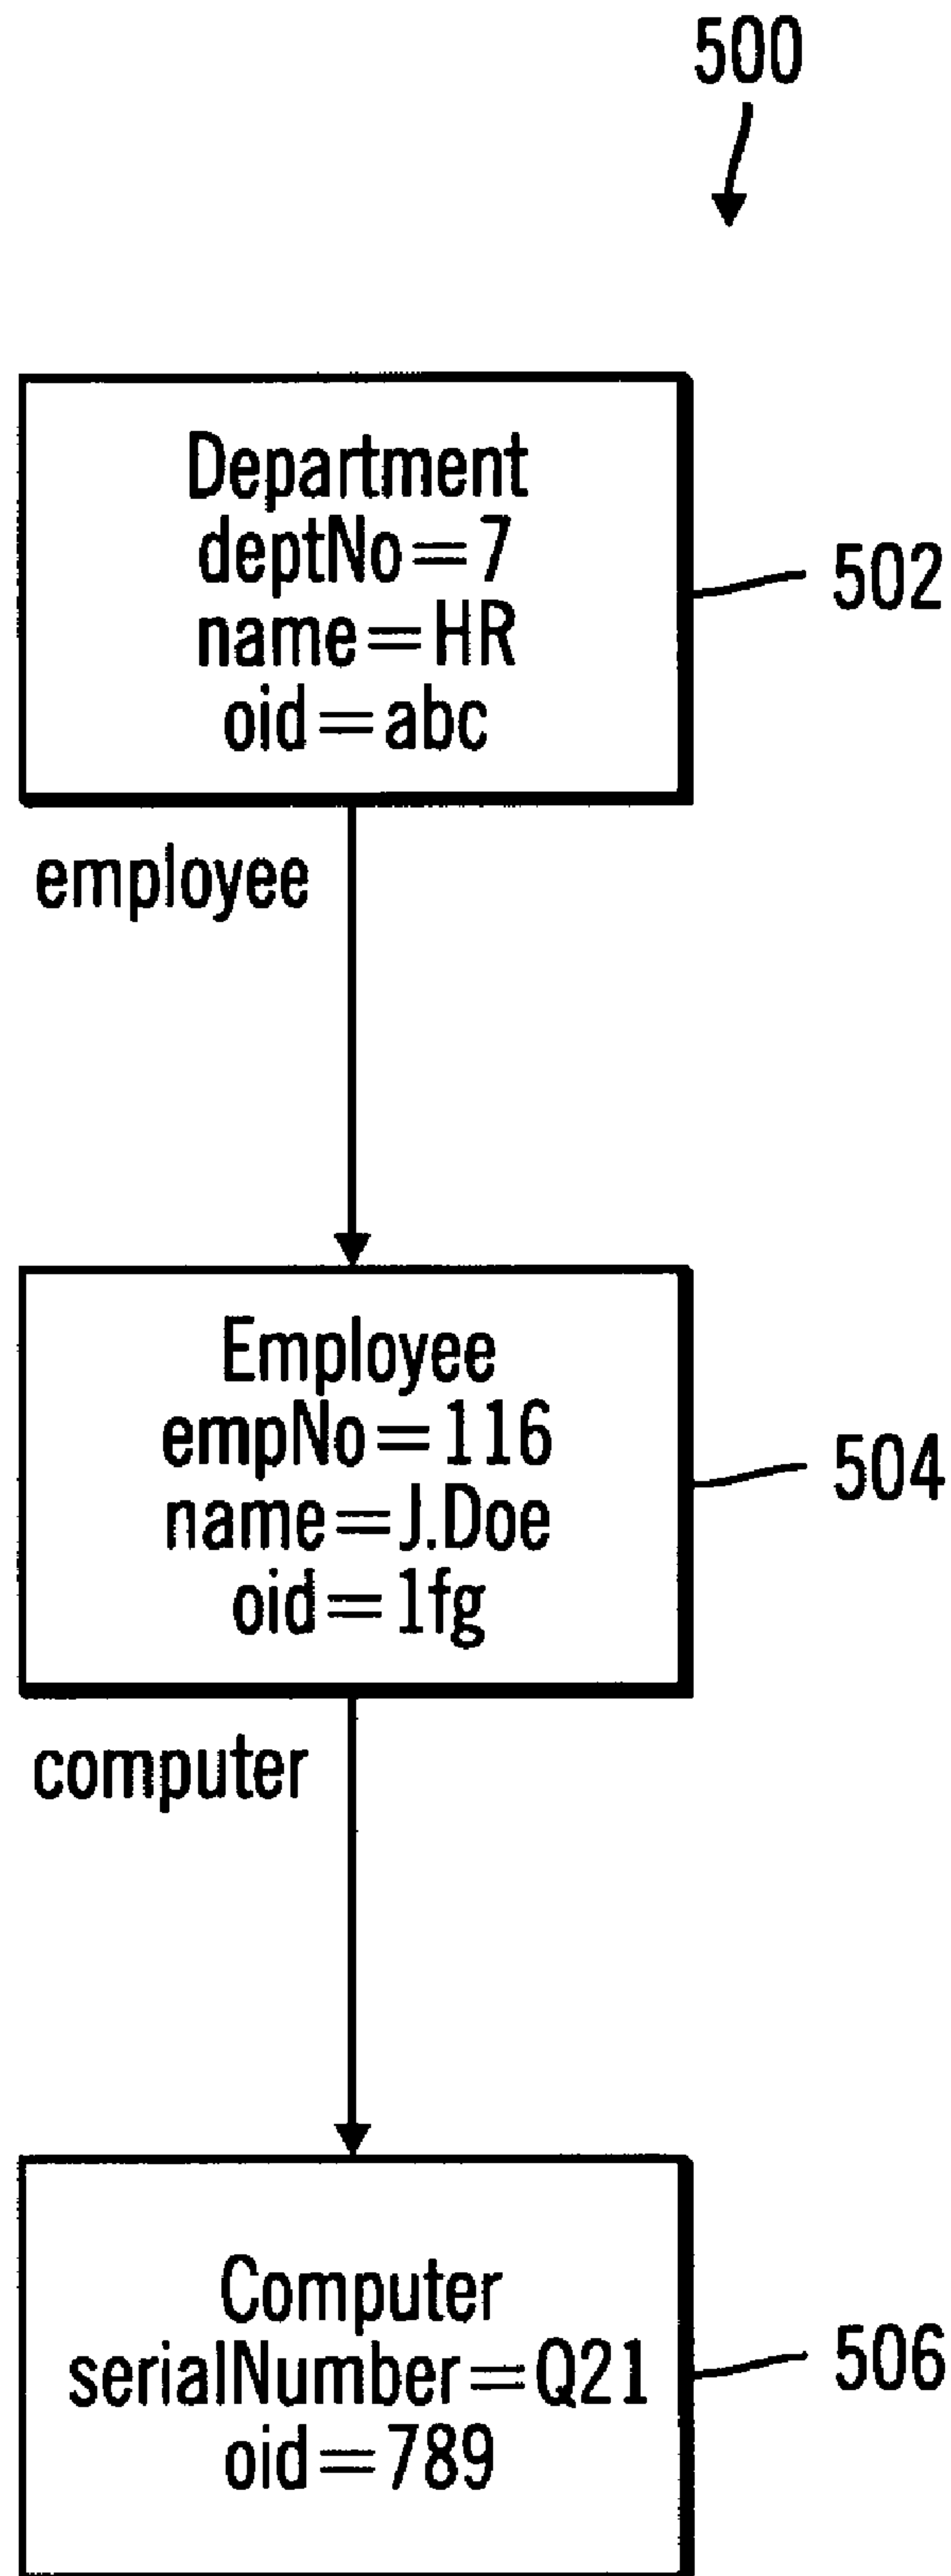 500
Department
deptNo=7
name=HR
oid=abc
502
employee
Employee
empNo=116
name=J.Doe
oid=1fg
504
computer
Computer
serialNumber=Q21
oid=789
506